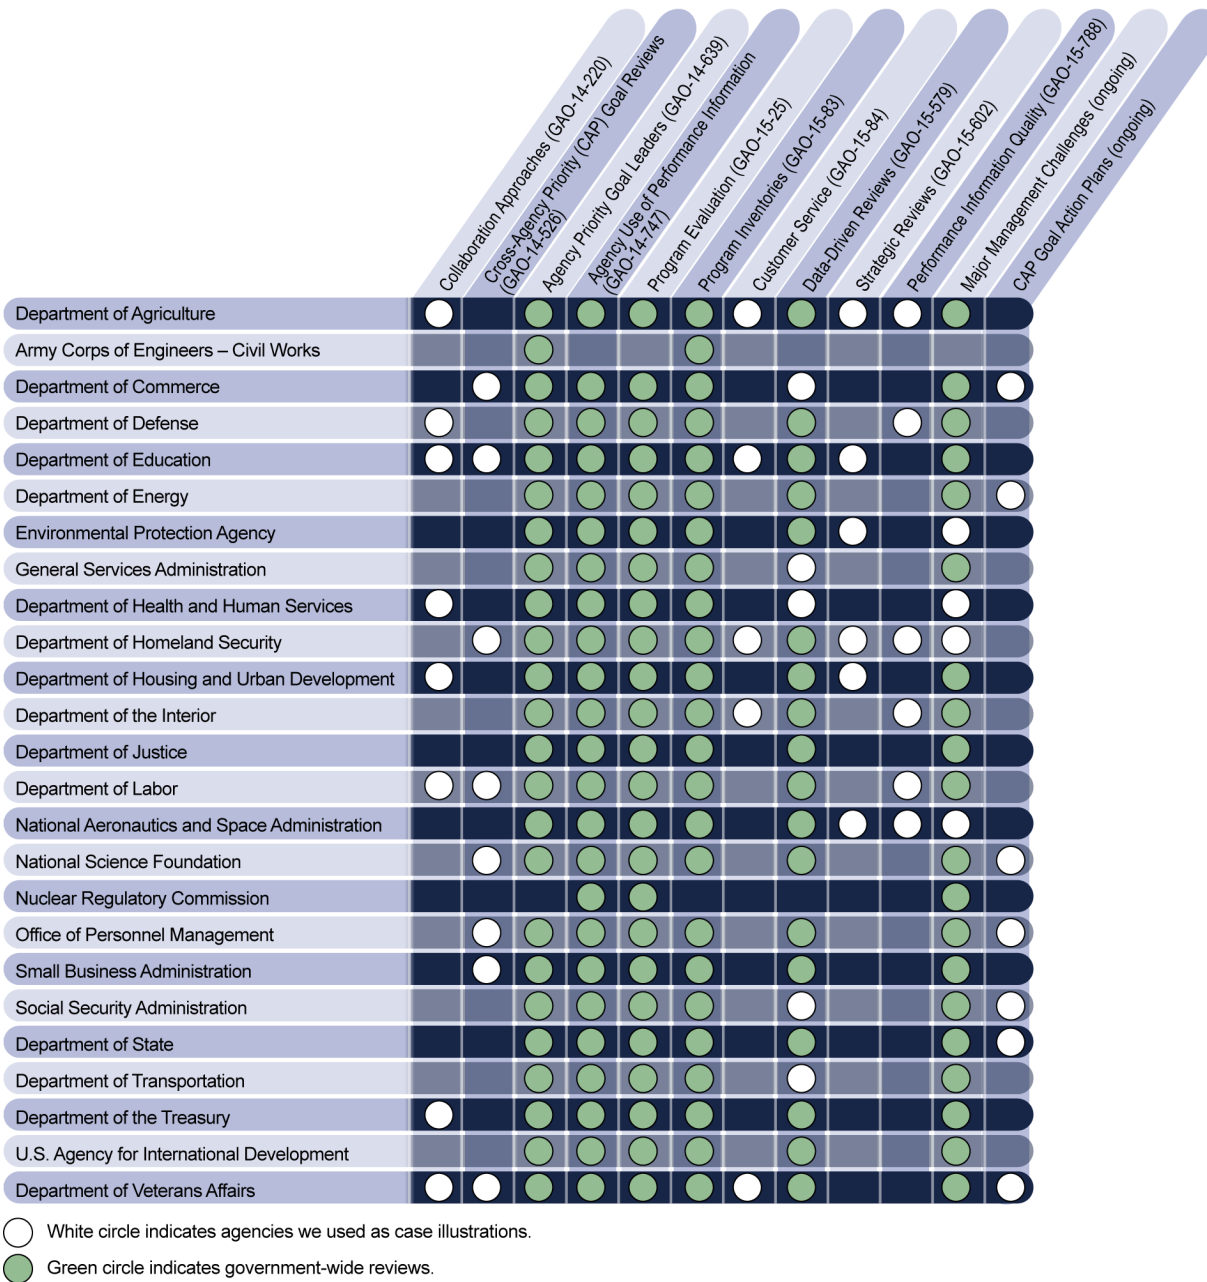 Collaboration Approaches (GAO-14-220)
Cross-Agency Priority (CAP) Goal Reviews
(GAO-14-526)
Agency Priority Goal Leaders (GAO-14-639)
Agency Use of Performance Information
(GAO-14-747)
Program Evaluation (GAO-15-25)
Program Inventories (GAO-15-83)
Customer Service (GAO-15-84)
Data-Driven Reviews (GAO-15-579)
Strategic Reviews (GAO-15-602)
Performance Information Quality (GAO-15-788)
Major Management Challenges (ongoing)
CAP Goal Action Plans (ongoing)
Department of Agriculture
Army Corps of Engineers – Civil Works
Department of Commerce
Department of Defense
Department of Education
Department of Energy
Environmental Protection Agency
General Services Administration
Department of Health and Human Services
Department of Homeland Security
Department of Housing and Urban Development
Department of the Interior
Department of Justice
Department of Labor
National Aeronautics and Space Administration
National Science Foundation
Nuclear Regulatory Commission
Office of Personnel Management
Small Business Administration
Social Security Administration
Department of State
Department of Transportation
Department of the Treasury
U.S. Agency for International Development
Department of Veterans Affairs
White circle indicates agencies we used as case illustrations.
Green circle indicates government-wide reviews.